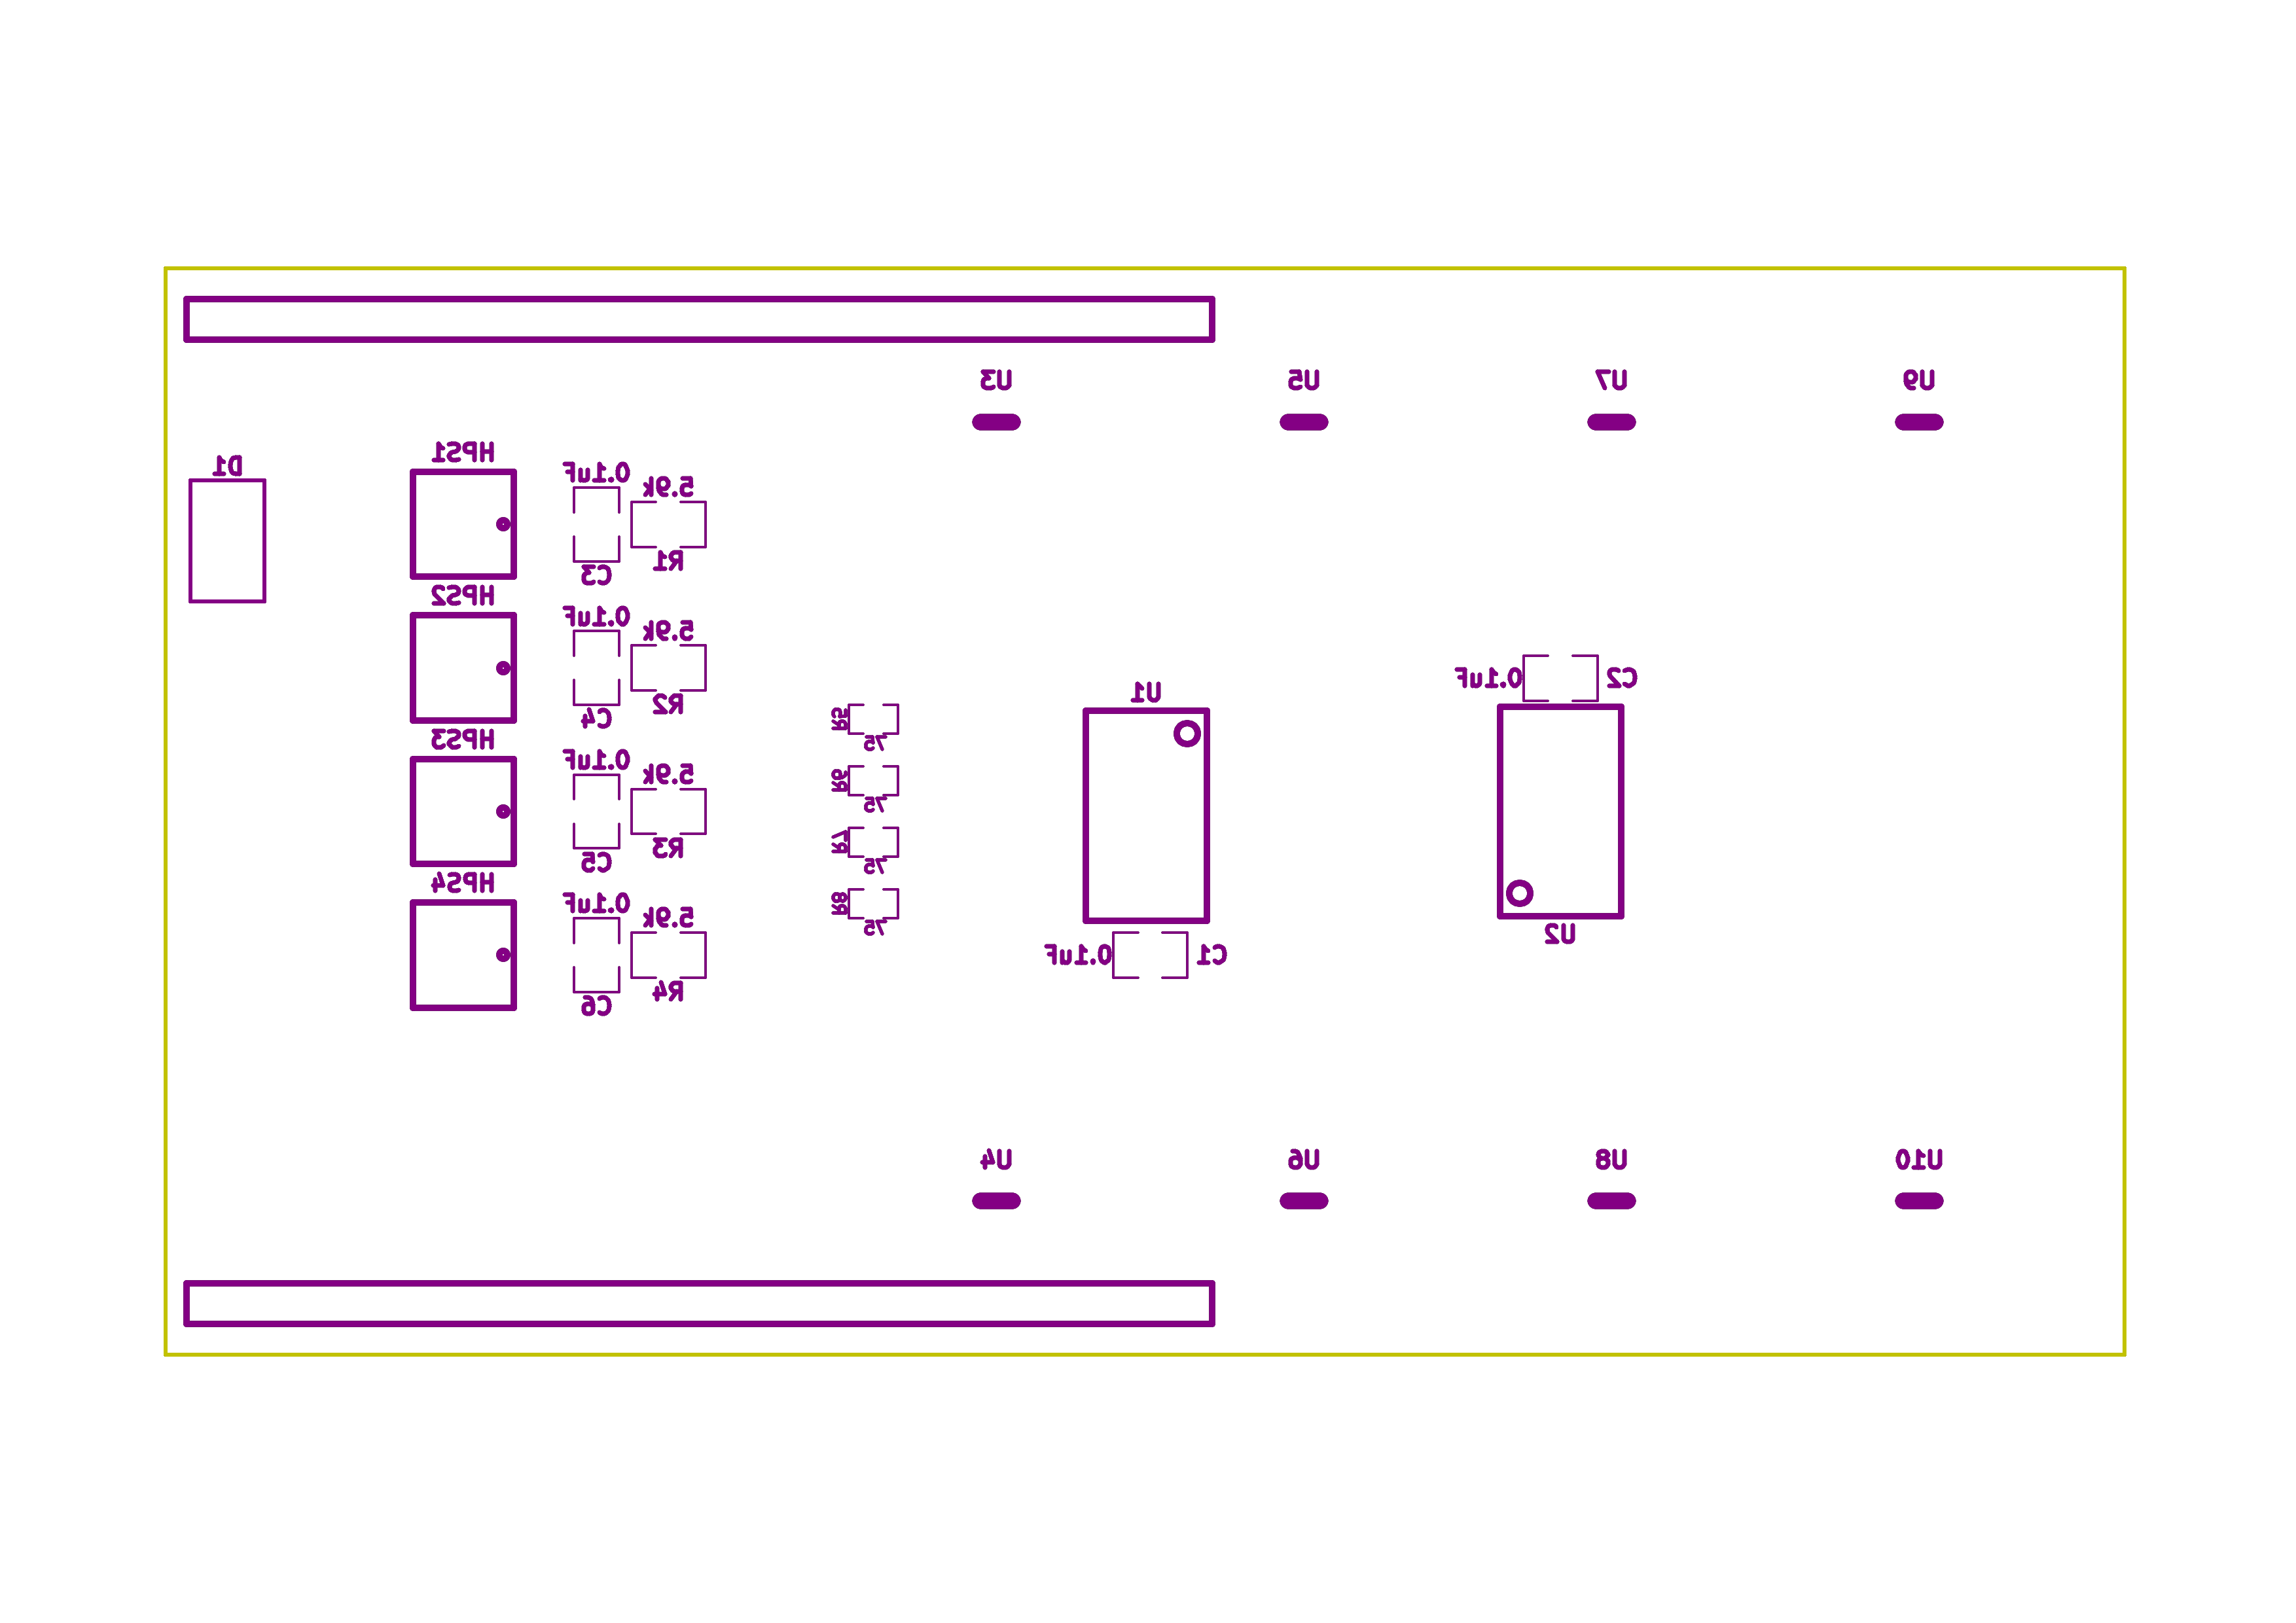 U3
U5
U7
U9
HPS1
D1
0.1uF
5.9k
R1
C3
HPS2
0.1uF
5.9k
R2
C4
C2
0.1uF
U1
R5
75
HPS3
0.1uF
5.9k
R6
75
R3
R7
C5
75
HPS4
0.1uF
5.9k
R8
75
U2
0.1uF
C1
R4
C6
U4
U6
U8
U10